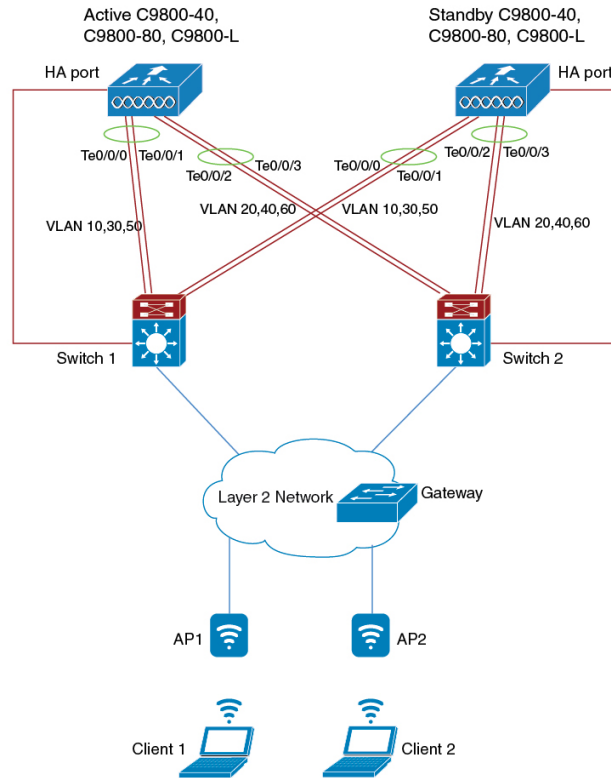 Active C9800-40,
C9800-80, C9800-L
Standby C9800-40,
C9800-80, C9800-L
HA port
HA port
Te0/0/0
Te0/0/1
Te0/0/2
Te0/0/3
Te0/0/0
Te0/0/1
Te0/0/2
Te0/0/3
VLAN 10,30,50
VLAN 20,40,60
VLAN 10,30,50
VLAN 20,40,60
Switch 1
Switch 2
Layer 2 Network
Gateway
AP1
AP2
Client 1
Client 2